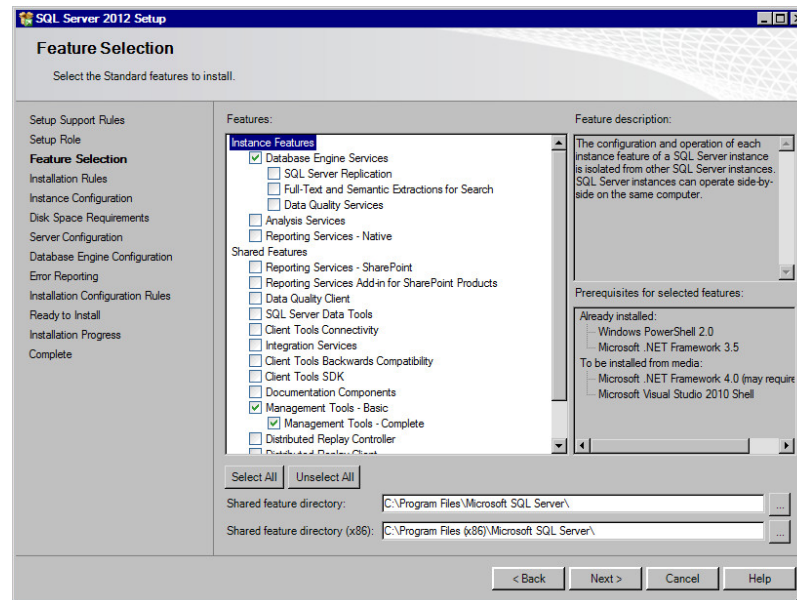 SQL Server 2012 Setup
Feature Selection
Select the Standard features to install.
Setup Support Rules
Setup Role
Feature Selection
Installation Rules
Instance Configuration
Disk Space Requirements
Server Configuration
Database Engine Configuration
Error Reporting
Installation Configuration Rules
Ready to Install
Installation Progress
Complete
Features:
Instance Features
Database Engine Services
SQL Server Replication
Full-Text and Semantic Extractions for Search
Data Quality Services
Analysis Services
Reporting Services - Native
Shared Features
Reporting Services - SharePoint
Reporting Services Add-in for SharePoint Products
Data Quality Client
SQL Server Data Tools
Client Tools Connectivity
Integration Services
Client Tools Backwards Compatibility
Client Tools SDK
Documentation Components
Management Tools - Basic
Management Tools - Complete
Distributed Replay Controller
Distributed Replay Client
Feature description:
The configuration and operation of each
instance feature of a SQL Server instance
is isolated from other SQL Server instances.
SQL Server instances can operate side-by-
side on the same computer.
Prerequisites for selected features:
Already installed:
Windows PowerShell 2.0
Microsoft .NET Framework 3.5
To be installed from media:
Microsoft .NET Framework 4.0 (may require
Microsoft Visual Studio 2010 Shell
Select All
Unselect All
Shared feature directory:
C:\Program Files\Microsoft SQL Server\
...
Shared feature directory (x86):
C:\Program Files (x86)\Microsoft SQL Server\
...
< Back
Next >
Cancel
Help